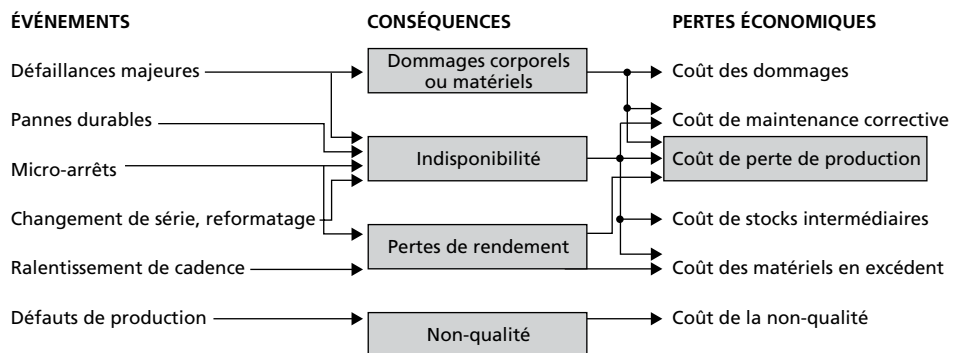 ÉVÉNEMENTS
CONSÉQUENCES
PERTES ÉCONOMIQUES
Défaillances majeures
Dommages corporels
ou matériels
Coût des dommages
Pannes durables
Coût de maintenance corrective
Micro-arrêts
Indisponibilité
Coût de perte de production
Changement de série, reformatage
Coût de stocks intermédiaires
Pertes de rendement
Ralentissement de cadence
Coût des matériels en excédent
Défauts de production
Non-qualité
Coût de la non-qualité